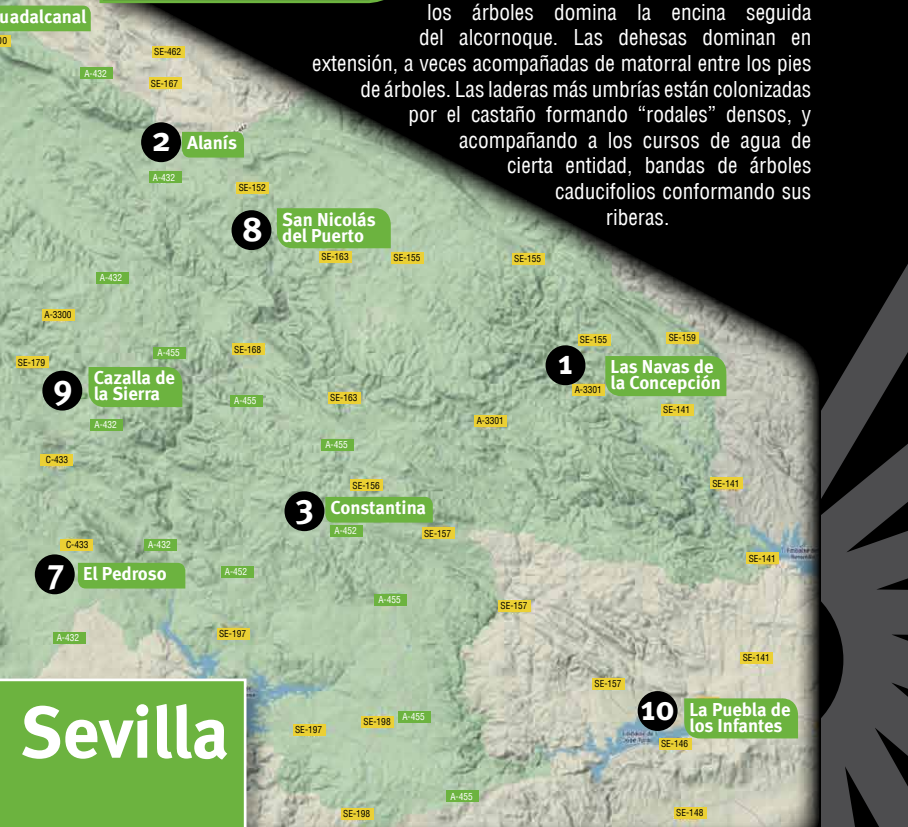 los árboles domina la encina seguida
del alcornoque. Las dehesas dominan en
extensión, a veces acompañadas de matorral entre los pies
de árboles. Las laderas más umbrías están colonizadas
por el castaño formando “rodales” densos, y
acompañando a los cursos de agua de
cierta entidad, bandas de árboles
caducifolios conformando sus
riberas.
SE-462
A-432
SE-167
2 Alanís
A-432
SE-152
8 San Nicolás
del Puerto
SE-163
SE-155
SE-155
A-432
A-3300
SE-155
SE-159
SE-179
A-455
SE-168
1 Las Navas de
la Concepción
9 Cazalla de
la Sierra
A-3301
A-455
SE-163
SE-141
A-432
A-3301
A-455
C-433
SE-156
SE-141
3 Constantina
A-452
SE-157
C-433
A-432
SE-141
7 El Pedroso
A-452
A-455
SE-157
A-432
SE-197
SE-141
SE-157
10 La Puebla de
los Infantes
Sevilla
SE-197
SE-198
A-455
SE-146
A-455
SE-198
SE-148